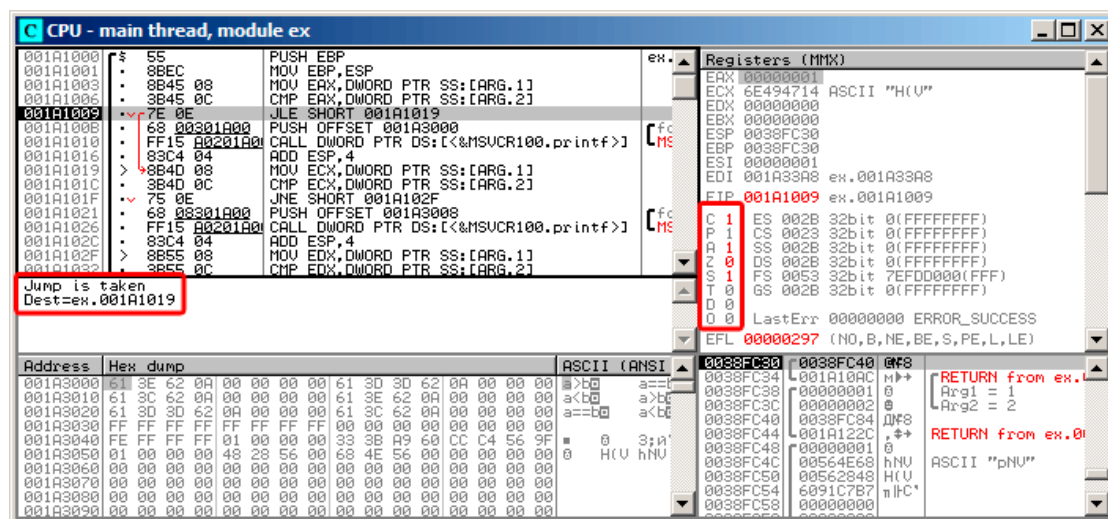 C CPU - main thread, module ex
001A1000 $ 55 PUSH EBP ex.
001A1001 . 8BEC MOV EBP,ESP
001A1003 . 8B45 08 MOV EAX,DWORD PTR SS:[ARG.1]
001A1006 . 3B45 0C CMP EAX,DWORD PTR SS:[ARG.2]
001A1009 . 7E 0E JLE SHORT 001A1019
001A100B . 68 00301A00 PUSH OFFSET 001A3000
001A1010 . FF15 A0201A0 CALL DWORD PTR DS:[<&MSVCR100.printf>] MS
001A1016 . 83C4 04 ADD ESP,4
001A1019 > 8B4D 08 MOV ECX,DWORD PTR SS:[ARG.1]
001A101C . 3B4D 0C CMP ECX,DWORD PTR SS:[ARG.2]
001A101F . 75 0E JNE SHORT 001A102F
001A1021 . 68 08301A00 PUSH OFFSET 001A3008
001A1026 . FF15 A0201A0 CALL DWORD PTR DS:[<&MSVCR100.printf>] MS
001A102C . 83C4 04 ADD ESP,4
001A102F > 8B55 08 MOV EDX,DWORD PTR SS:[ARG.1]
001A1032 . 3B55 0C CMP EDX,DWORD PTR SS:[ARG.2]
Jump is taken
Dest=ex.001A1019
Registers (MMX)
EAX 00000001
ECX 6E494714 ASCII "H(V"
EDX 00000000
EBX 00000000
ESP 0038FC30
EBP 0038FC30
ESI 00000001
EDI 001A33A8 ex.001A33A8
EIP 001A1009 ex.001A1009
C 1 ES 002B 32bit 0(FFFFFFFF)
P 1 CS 0023 32bit 0(FFFFFFFF)
A 1 SS 002B 32bit 0(FFFFFFFF)
Z 0 DS 002B 32bit 0(FFFFFFFF)
S 1 FS 0053 32bit 7EFDD000(FFF)
T 0 GS 002B 32bit 0(FFFFFFFF)
D 0
O 0 LastErr 00000000 ERROR_SUCCESS
EFL 00000297 (NO,B,NE,BE,S,PE,L,LE)
Address Hex dump ASCII (ANSI
001A3000 61 3E 62 0A 00 00 00 00 61 3D 3D 62 0A 00 00 00 a>b a==b
001A3010 61 3C 62 0A 00 00 00 00 61 3E 62 0A 00 00 00 00 a<b a>b
001A3020 61 3D 3D 62 0A 00 00 00 61 3C 62 0A 00 00 00 00 a==b a<b
001A3030 FF FF FF FF FF FF FF FF 00 00 00 00 00 00 00 00
001A3040 FE FF FF FF 01 00 00 00 33 3B A9 60 CC C4 56 9F
001A3050 01 00 00 00 48 28 56 00 68 4E 56 00 00 00 00 00 H(V hNV
001A3060 00 00 00 00 00 00 00 00 00 00 00 00 00 00 00 00
001A3070 00 00 00 00 00 00 00 00 00 00 00 00 00 00 00 00
001A3080 00 00 00 00 00 00 00 00 00 00 00 00 00 00 00 00
001A3090 00 00 00 00 00 00 00 00 00 00 00 00 00 00 00 00
0038FC30 0038FC40
0038FC34 001A10AC RETURN from ex.
0038FC38 00000001 Arg1 = 1
0038FC3C 00000002 Arg2 = 2
0038FC40 0038FC84
0038FC44 001A122C RETURN from ex.0
0038FC48 00000001
0038FC4C 00564E68 hNV ASCII "pNV"
0038FC50 00562848 H(V
0038FC54 6091C7B7
0038FC58 00000000